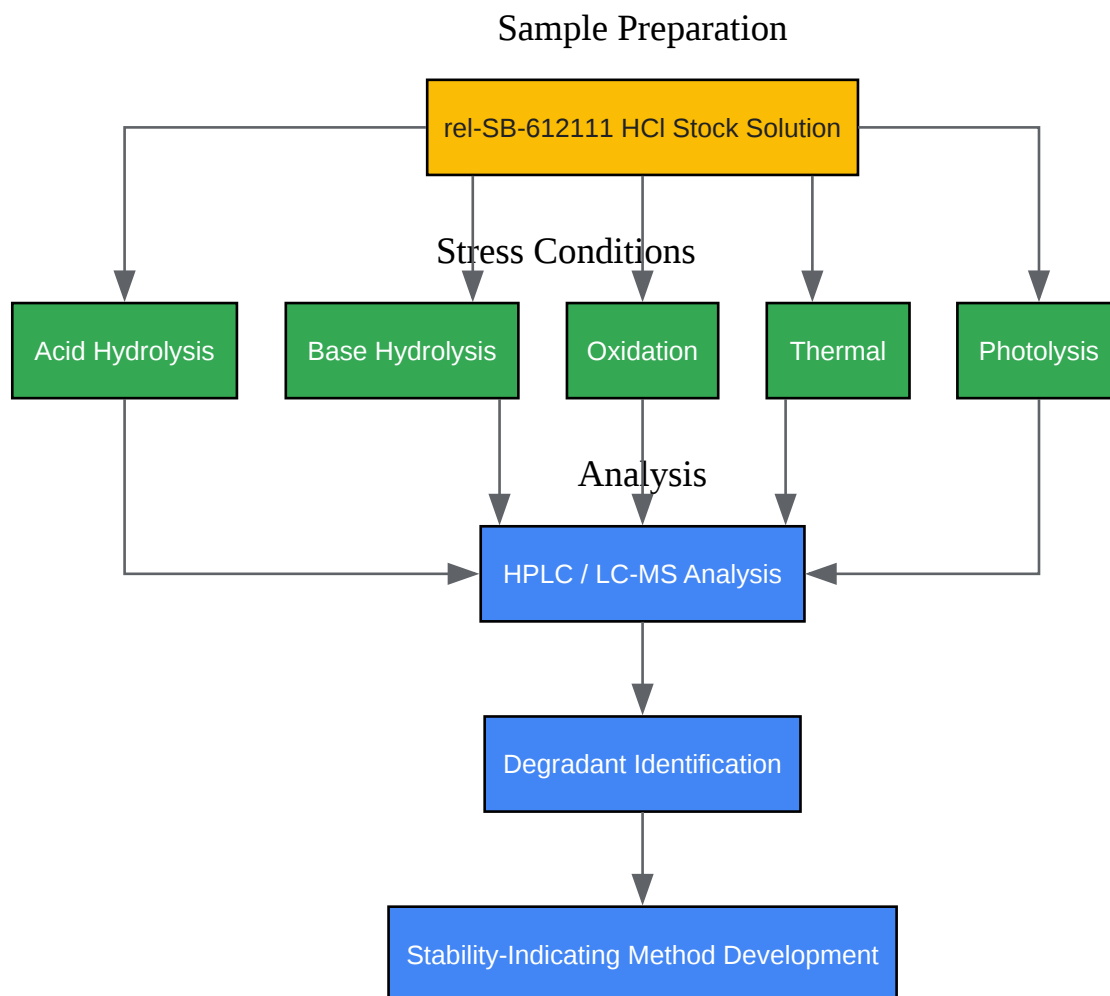 Sample Preparation
rel-SB-612111 HCl Stock Solution
Stress Conditions
Acid Hydrolysis
Base Hydrolysis
Oxidation
Thermal
Photolysis
Analysis
HPLC / LC-MS Analysis
Degradant Identification
Stability-Indicating Method Development